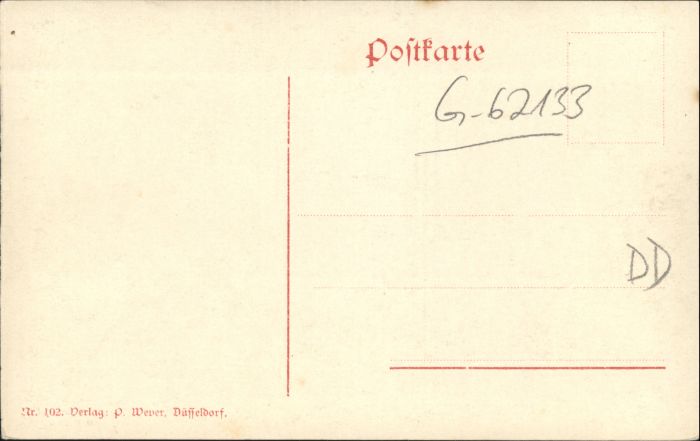 Postkarte
G-62133
DD
Nr. 102. Verlag: P. Wever, Düsseldorf.